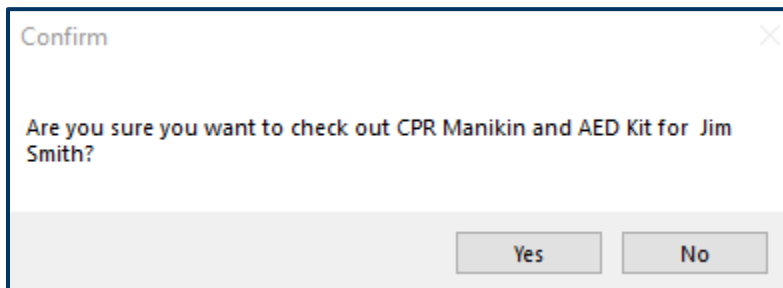 Confirm
Are you sure you want to check out CPR Manikin and AED Kit for  Jim
Smith?
Yes
No